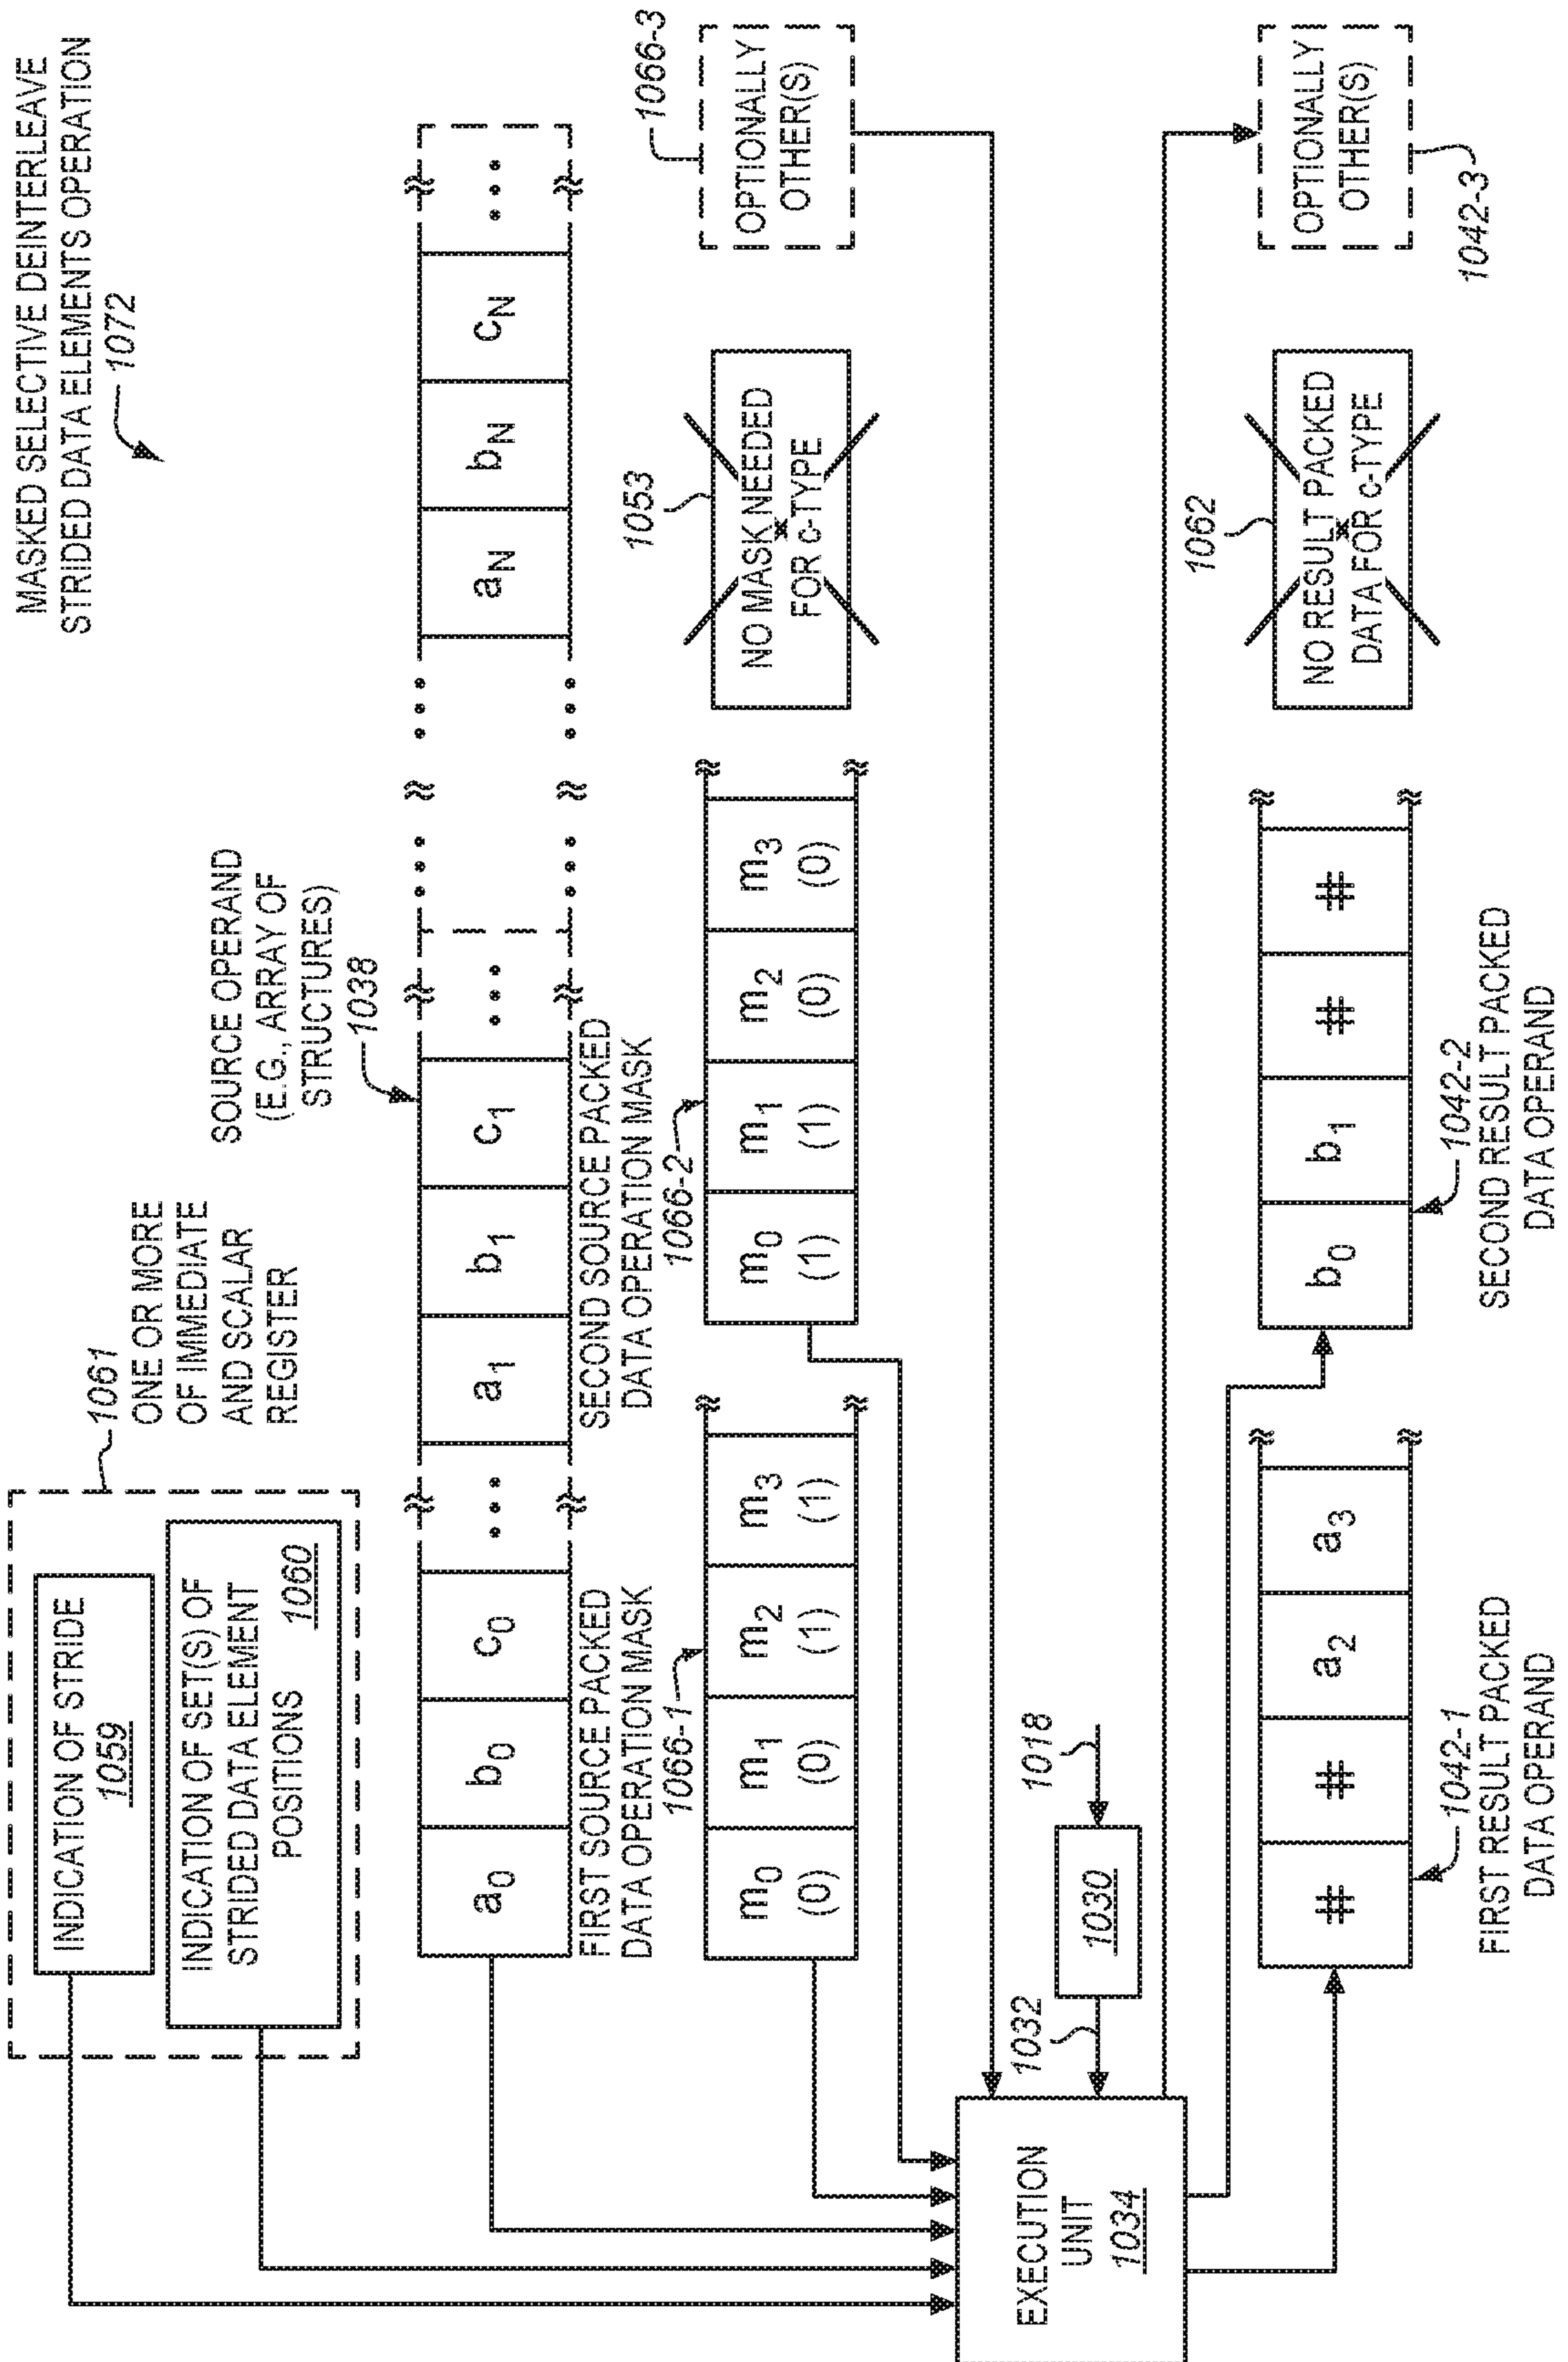 MASKED SELECTIVE DEINTERLEAVE
STRIDED DATA ELEMENTS OPERATION
1072
INDICATION OF STRIDE
1059
INDICATION OF SET(S) OF
STRIDED DATA ELEMENT
POSITIONS 1060
1061
ONE OR MORE
OF IMMEDIATE
AND SCALAR
REGISTER
SOURCE OPERAND
(E.G., ARRAY OF
STRUCTURES)
1038
a0 b0 c0 ... a1 b1 c1 ... ... ... aN bN cN ...
FIRST SOURCE PACKED
DATA OPERATION MASK
1066-1
m0 m1 m2 m3
(0) (0) (1) (1)
SECOND SOURCE PACKED
DATA OPERATION MASK
1066-2
m0 m1 m2 m3
(1) (1) (0) (0)
1053
NO MASK NEEDED
FOR c-TYPE
1066-3
OPTIONALLY
OTHER(S)
EXECUTION
UNIT
1034
1032
1030
1018
# # a2 a3
1042-1
FIRST RESULT PACKED
DATA OPERAND
b0 b1 # #
1042-2
SECOND RESULT PACKED
DATA OPERAND
1062
NO RESULT PACKED
DATA FOR c-TYPE
OPTIONALLY
OTHER(S)
1042-3